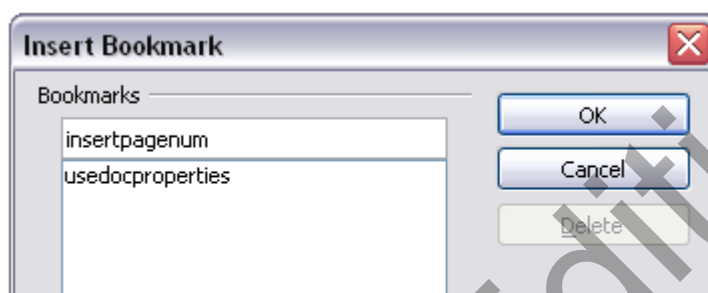 Insert Bookmark
Bookmarks
OK
insertpagenum
Cancel
usedocproperties
Delete